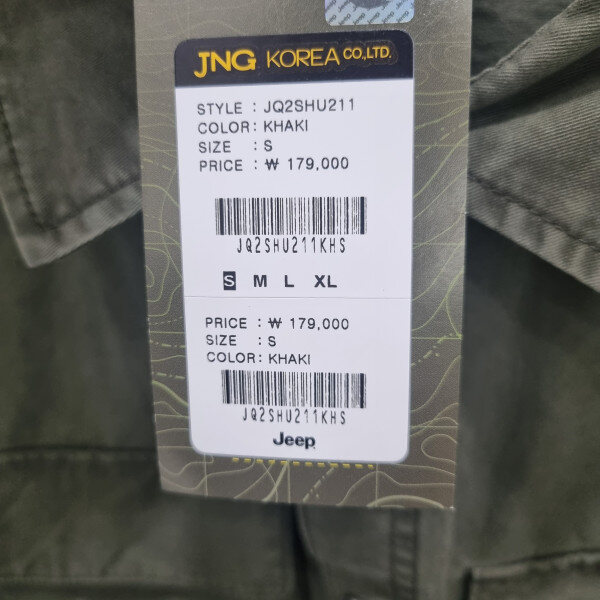 Jeep
JNG KOREA CO.,LTD.
STYLE : JQ2SHU211
COLOR : KHAKI
SIZE : S
PRICE : ₩ 179,000
JQ2SHU211KHS
S M L XL
PRICE : ₩ 179,000
SIZE : S
COLOR : KHAKI
JQ2SHU211KHS
Jeep